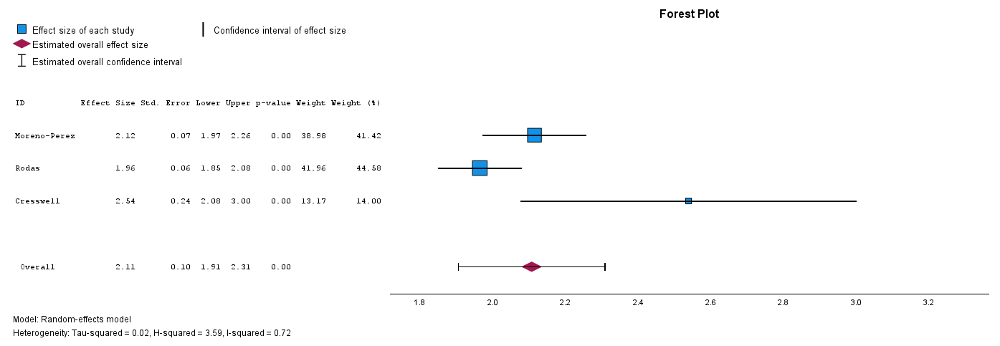 Forest Plot
Effect size of each study
Confidence interval of effect size
Estimated overall effect size
Estimated overall confidence interval
ID Effect Size Std. Error Lower Upper p-value Weight Weight (%)
Moreno-Perez 2.12 0.07 1.97 2.26 0.00 38.98 41.42
Rodas 1.96 0.06 1.85 2.08 0.00 41.96 44.58
Cresswell 2.54 0.24 2.08 3.00 0.00 13.17 14.00
Overall 2.11 0.10 1.91 2.31 0.00
1.8 2.0 2.2 2.4 2.6 2.8 3.0 3.2
Model: Random-effects model
Heterogeneity: Tau-squared = 0.02, H-squared = 3.59, I-squared = 0.72